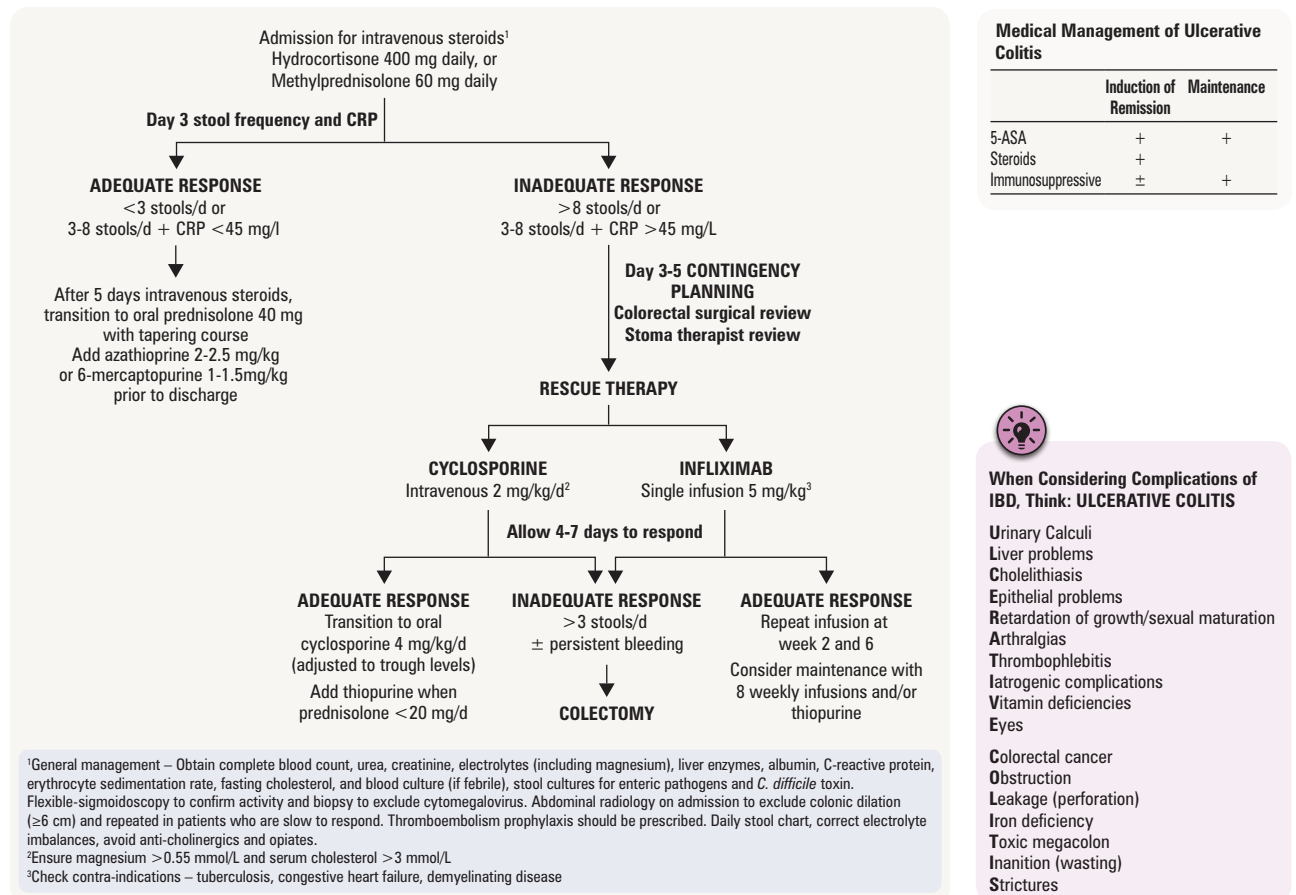 Admission for intravenous steroids¹
Hydrocortisone 400 mg daily, or
Methylprednisolone 60 mg daily
Day 3 stool frequency and CRP
ADEQUATE RESPONSE
<3 stools/d or
3-8 stools/d + CRP <45 mg/l
After 5 days intravenous steroids,
transition to oral prednisolone 40 mg
with tapering course
Add azathioprine 2-2.5 mg/kg
or 6-mercaptopurine 1-1.5mg/kg
prior to discharge
INADEQUATE RESPONSE
>8 stools/d or
3-8 stools/d + CRP >45 mg/L
Day 3-5 CONTINGENCY
PLANNING
Colorectal surgical review
Stoma therapist review
RESCUE THERAPY
CYCLOSPORINE
Intravenous 2 mg/kg/d²
INFLIXIMAB
Single infusion 5 mg/kg³
Allow 4-7 days to respond
ADEQUATE RESPONSE
Transition to oral
cyclosporine 4 mg/kg/d
(adjusted to trough levels)
Add thiopurine when
prednisolone <20 mg/d
INADEQUATE RESPONSE
>3 stools/d
± persistent bleeding
COLECTOMY
ADEQUATE RESPONSE
Repeat infusion at
week 2 and 6
Consider maintenance with
8 weekly infusions and/or
thiopurine
¹General management – Obtain complete blood count, urea, creatinine, electrolytes (including magnesium), liver enzymes, albumin, C-reactive protein,
erythrocyte sedimentation rate, fasting cholesterol, and blood culture (if febrile), stool cultures for enteric pathogens and C. difficile toxin.
Flexible-sigmoidoscopy to confirm activity and biopsy to exclude cytomegalovirus. Abdominal radiology on admission to exclude colonic dilation
(≥6 cm) and repeated in patients who are slow to respond. Thromboembolism prophylaxis should be prescribed. Daily stool chart, correct electrolyte
imbalances, avoid anti-cholinergics and opiates.
²Ensure magnesium >0.55 mmol/L and serum cholesterol >3 mmol/L
³Check contra-indications – tuberculosis, congestive heart failure, demyelinating disease
Medical Management of Ulcerative
Colitis
Induction of Maintenance
Remission
5-ASA + +
Steroids +
Immunosuppressive ± +
When Considering Complications of
IBD, Think: ULCERATIVE COLITIS
Urinary Calculi
Liver problems
Cholelithiasis
Epithelial problems
Retardation of growth/sexual maturation
Arthralgias
Thrombophlebitis
Iatrogenic complications
Vitamin deficiencies
Eyes
Colorectal cancer
Obstruction
Leakage (perforation)
Iron deficiency
Toxic megacolon
Inanition (wasting)
Strictures